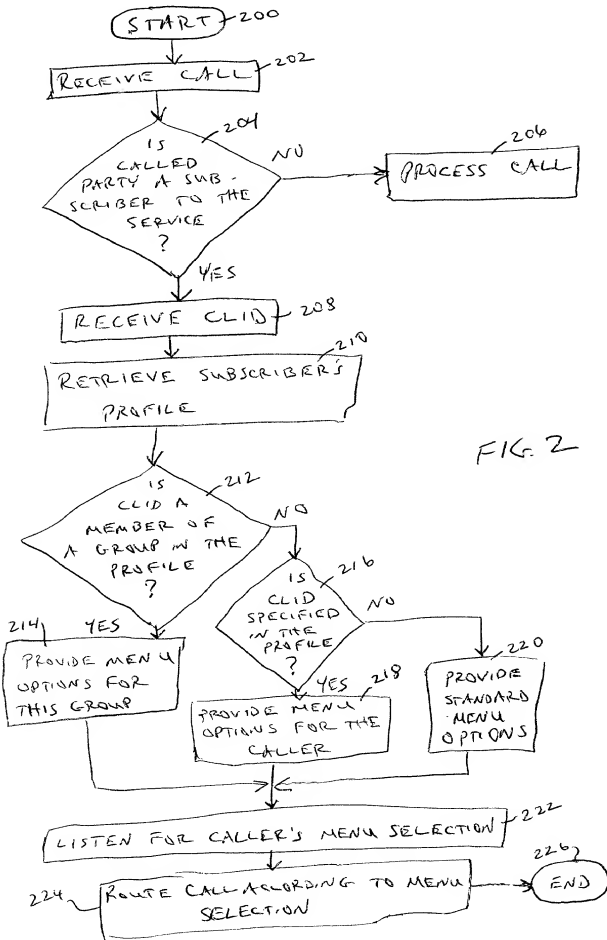 START 200
RECEIVE CALL 202
204
IS
CALLED
PARTY A SUB-
SCRIBER TO THE
SERVICE
?
NO
206
PROCESS CALL
YES
RECEIVE CLID 208
210
RETRIEVE SUBSCRIBER'S
PROFILE
FIG. 2
212
IS
CLID A
MEMBER OF
A GROUP IN THE
PROFILE
?
NO
216
IS
CLID
SPECIFIED
IN THE
PROFILE
?
NO
214
YES
PROVIDE MENU
OPTIONS FOR
THIS GROUP
YES
218
PROVIDE MENU
OPTIONS FOR THE
CALLER
220
PROVIDE
STANDARD
MENU
OPTIONS
222
LISTEN FOR CALLER'S MENU SELECTION
224
ROUTE CALL ACCORDING TO MENU
SELECTION
226
END